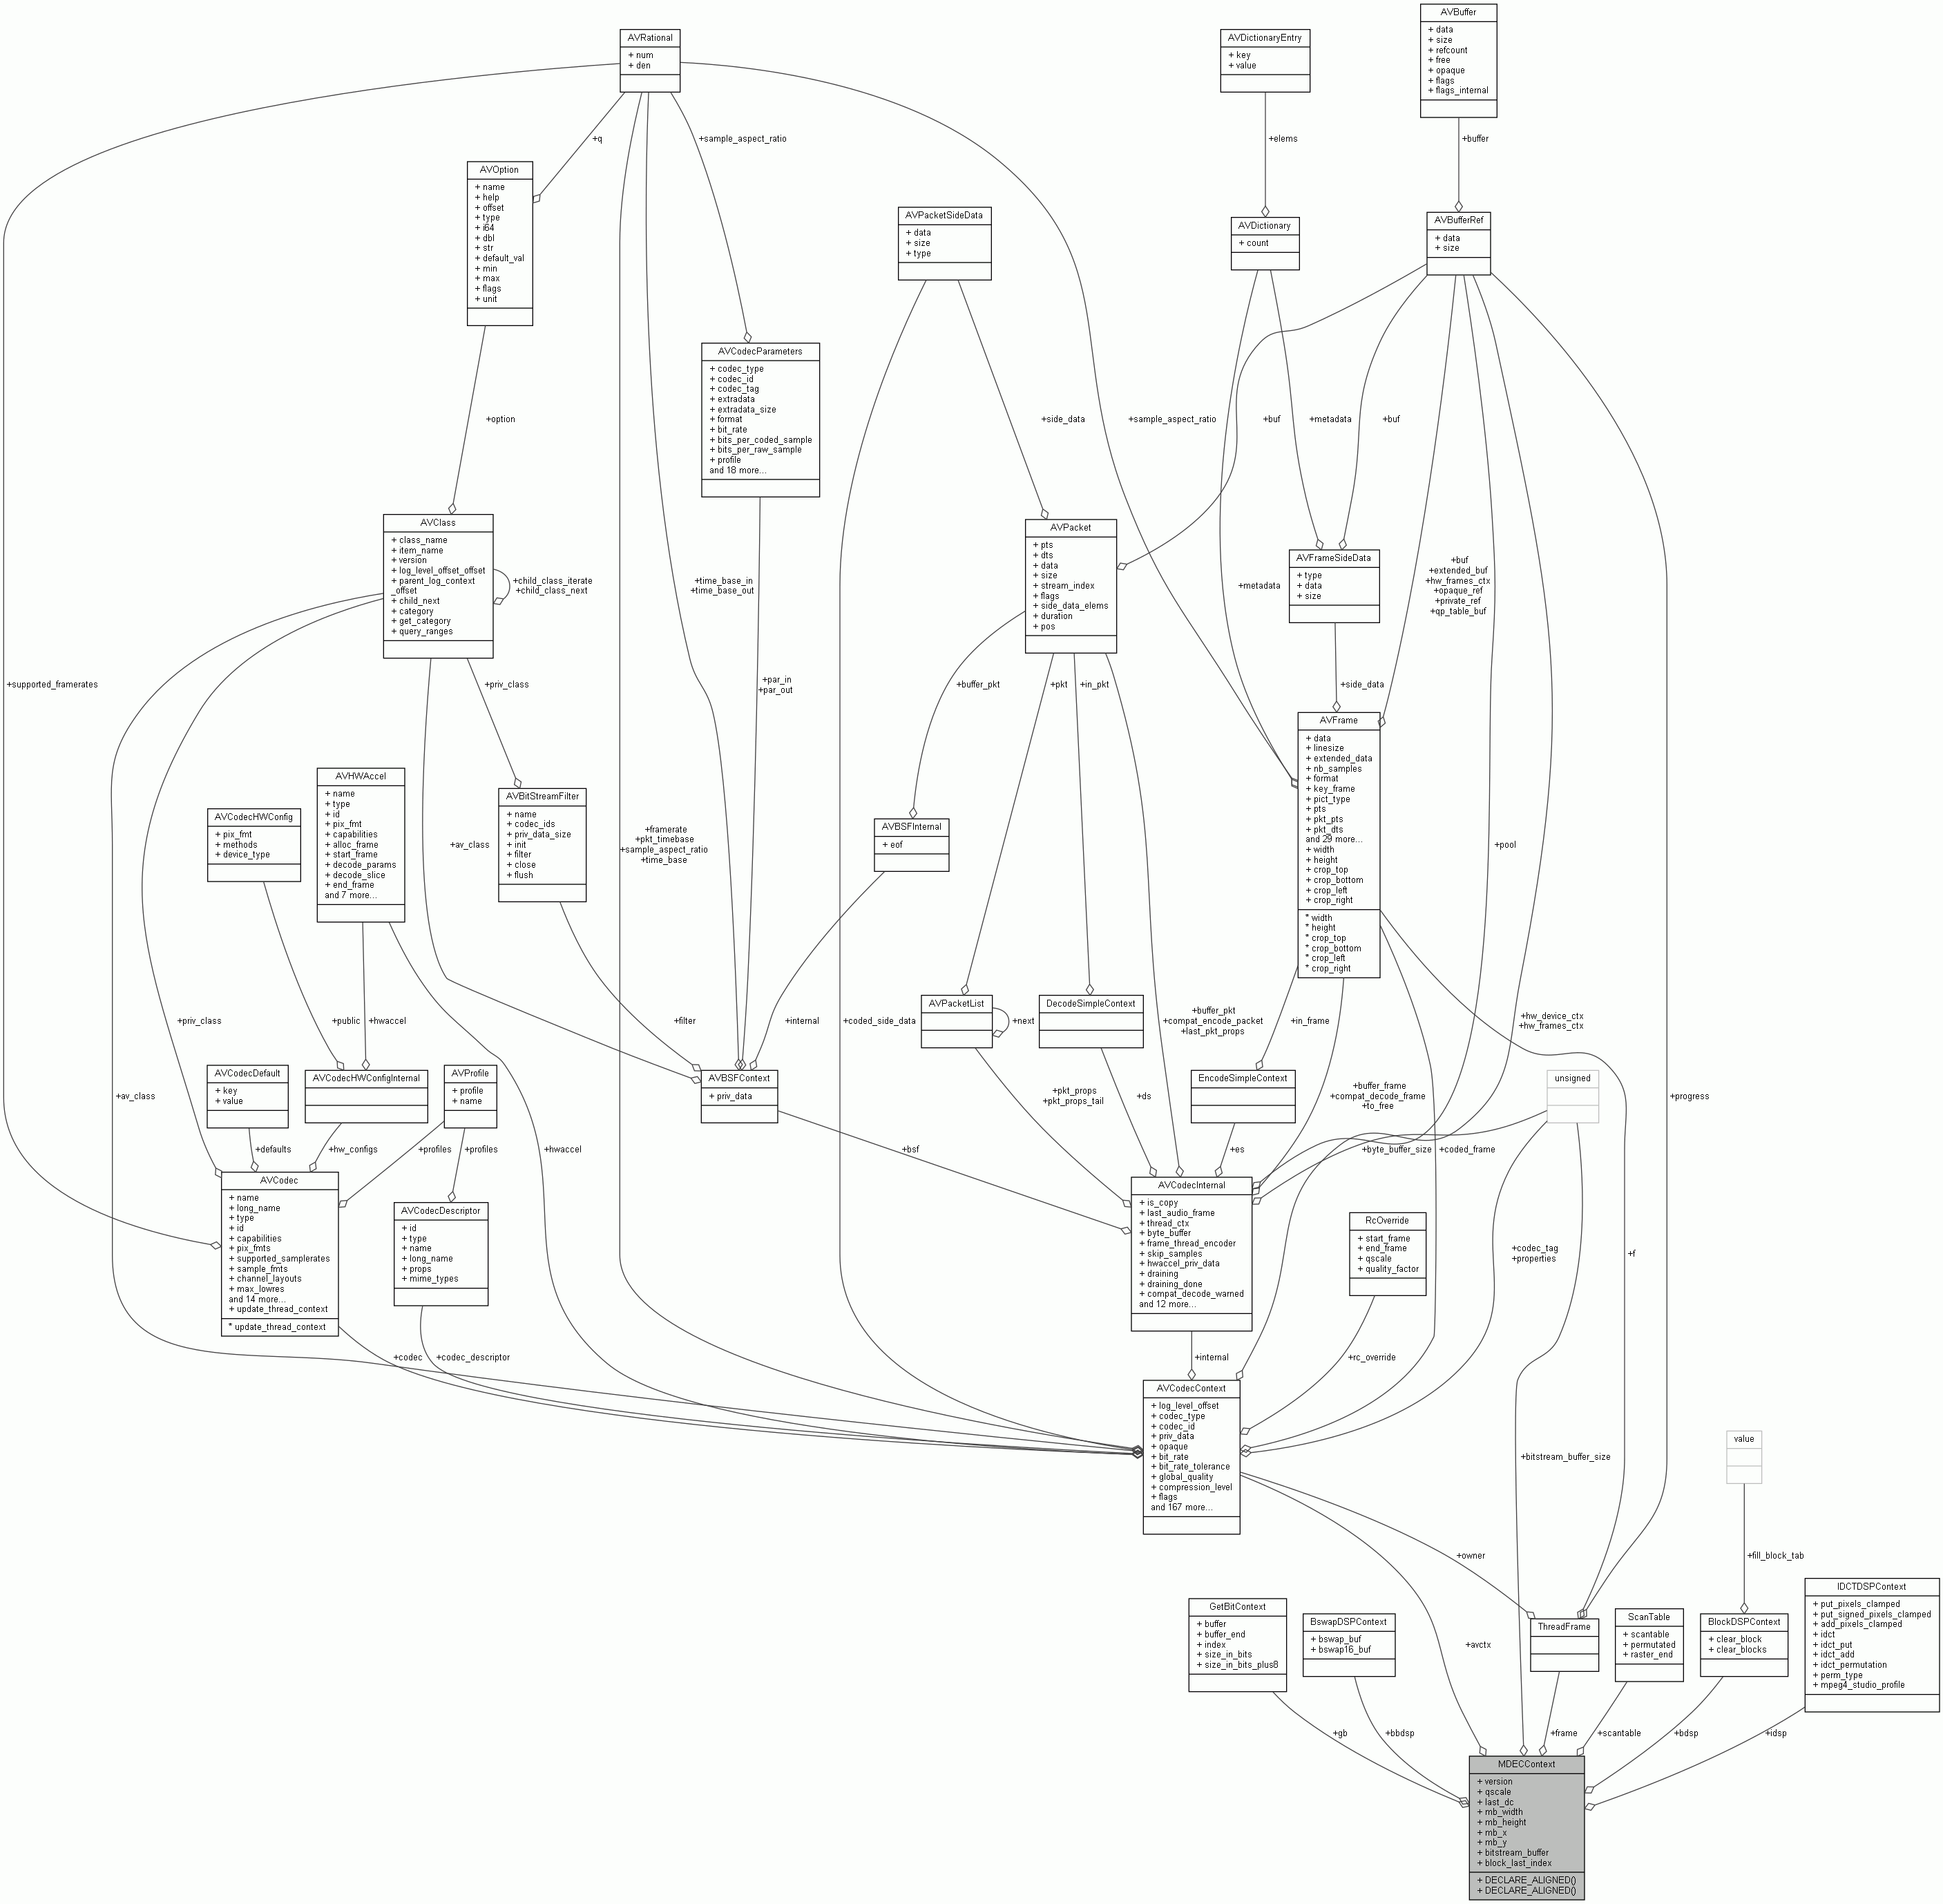 AVBuffer
+ data
+ size
+ refcount
+ free
+ opaque
+ flags
+ flags_internal
AVRational
+ num
+ den
AVDictionaryEntry
+ key
+ value
+q
+sample_aspect_ratio
+elems
+buffer
AVOption
+ name
+ help
+ offset
+ type
+ i64
+ dbl
+ str
+ default_val
+ min
+ max
+ flags
+ unit
AVPacketSideData
+ data
+ size
+ type
AVDictionary
+ count
AVBufferRef
+ data
+ size
AVCodecParameters
+ codec_type
+ codec_id
+ codec_tag
+ extradata
+ extradata_size
+ format
+ bit_rate
+ bits_per_coded_sample
+ bits_per_raw_sample
+ profile
and 18 more...
+option
+side_data
+sample_aspect_ratio
+buf
+metadata
+buf
AVClass
+ class_name
+ item_name
+ version
+ log_level_offset_offset
+ parent_log_context
_offset
+ child_next
+ category
+ get_category
+ query_ranges
+child_class_iterate
+child_class_next
+time_base_in
+time_base_out
AVPacket
+ pts
+ dts
+ data
+ size
+ stream_index
+ flags
+ side_data_elems
+ duration
+ pos
+metadata
AVFrameSideData
+ type
+ data
+ size
+buf
+extended_buf
+hw_frames_ctx
+opaque_ref
+private_ref
+qp_table_buf
+supported_framerates
+priv_class
+par_in
+par_out
+buffer_pkt
+pkt
+in_pkt
+side_data
AVFrame
+ data
+ linesize
+ extended_data
+ nb_samples
+ format
+ key_frame
+ pict_type
+ pts
+ pkt_pts
+ pkt_dts
and 29 more...
+ width
+ height
+ crop_top
+ crop_bottom
+ crop_left
+ crop_right
* width
* height
* crop_top
* crop_bottom
* crop_left
* crop_right
AVHWAccel
+ name
+ type
+ id
+ pix_fmt
+ capabilities
+ alloc_frame
+ start_frame
+ decode_params
+ decode_slice
+ end_frame
and 7 more...
AVCodecHWConfig
+ pix_fmt
+ methods
+ device_type
+av_class
AVBitStreamFilter
+ name
+ codec_ids
+ priv_data_size
+ init
+ filter
+ close
+ flush
+framerate
+pkt_timebase
+sample_aspect_ratio
+time_base
AVBSFInternal
+ eof
+pool
+priv_class
+public
+hwaccel
+filter
+internal
+coded_side_data
AVPacketList
+next
DecodeSimpleContext
+buffer_pkt
+compat_encode_packet
+last_pkt_props
+in_frame
+hw_device_ctx
+hw_frames_ctx
AVCodecDefault
+ key
+ value
AVCodecHWConfigInternal
AVProfile
+ profile
+ name
AVBSFContext
+ priv_data
EncodeSimpleContext
unsigned
+av_class
+pkt_props
+pkt_props_tail
+ds
+buffer_frame
+compat_decode_frame
+to_free
+progress
+defaults
+hw_configs
+profiles
+profiles
+hwaccel
+bsf
+es
+byte_buffer_size
+coded_frame
AVCodec
+ name
+ long_name
+ type
+ id
+ capabilities
+ pix_fmts
+ supported_samplerates
+ sample_fmts
+ channel_layouts
+ max_lowres
and 14 more...
+ update_thread_context
* update_thread_context
AVCodecDescriptor
+ id
+ type
+ name
+ long_name
+ props
+ mime_types
AVCodecInternal
+ is_copy
+ last_audio_frame
+ thread_ctx
+ byte_buffer
+ frame_thread_encoder
+ skip_samples
+ hwaccel_priv_data
+ draining
+ draining_done
+ compat_decode_warned
and 12 more...
RcOverride
+ start_frame
+ end_frame
+ qscale
+ quality_factor
+codec_tag
+properties
+f
+codec
+codec_descriptor
+internal
+rc_override
AVCodecContext
+ log_level_offset
+ codec_type
+ codec_id
+ priv_data
+ opaque
+ bit_rate
+ bit_rate_tolerance
+ global_quality
+ compression_level
+ flags
and 167 more...
+bitstream_buffer_size
value
+owner
+fill_block_tab
GetBitContext
+ buffer
+ buffer_end
+ index
+ size_in_bits
+ size_in_bits_plus8
BswapDSPContext
+ bswap_buf
+ bswap16_buf
+avctx
ThreadFrame
ScanTable
+ scantable
+ permutated
+ raster_end
BlockDSPContext
+ clear_block
+ clear_blocks
IDCTDSPContext
+ put_pixels_clamped
+ put_signed_pixels_clamped
+ add_pixels_clamped
+ idct
+ idct_put
+ idct_add
+ idct_permutation
+ perm_type
+ mpeg4_studio_profile
+gb
+bbdsp
+frame
+scantable
+bdsp
+idsp
MDECContext
+ version
+ qscale
+ last_dc
+ mb_width
+ mb_height
+ mb_x
+ mb_y
+ bitstream_buffer
+ block_last_index
+ DECLARE_ALIGNED()
+ DECLARE_ALIGNED()